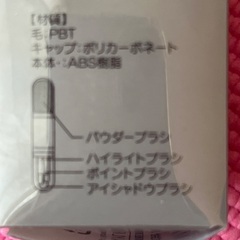 【材質】
毛:PBT
キャップ:ポリカーボネート
本体:ABS樹脂
パウダーブラシ
ハイライトブラシ
ポイントブラシ
アイシャドウブラシ